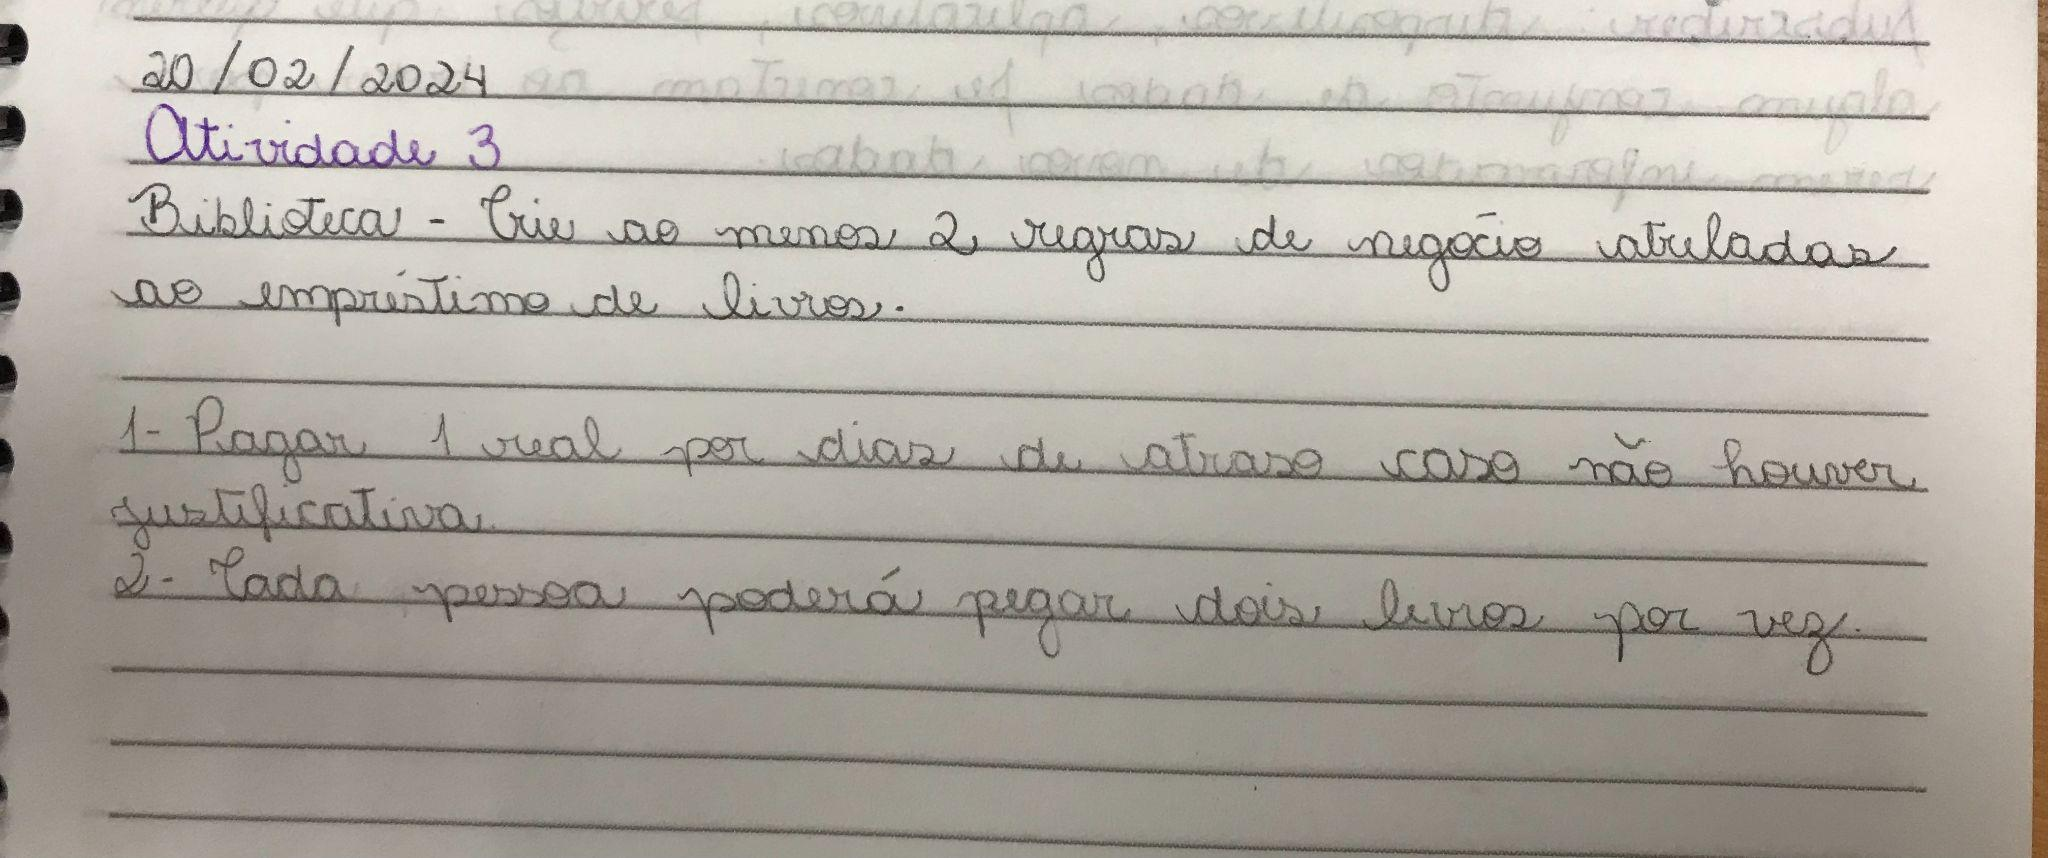 20/02/2024
Atividade 3
Biblioteca - Crie ao menos 2 regras de negócio atreladas
ao empréstimo de livros.
1- Pagar 1 real por dias de atraso caso não houver
justificativa.
2- Cada pessoa poderá pegar dois livros por vez.